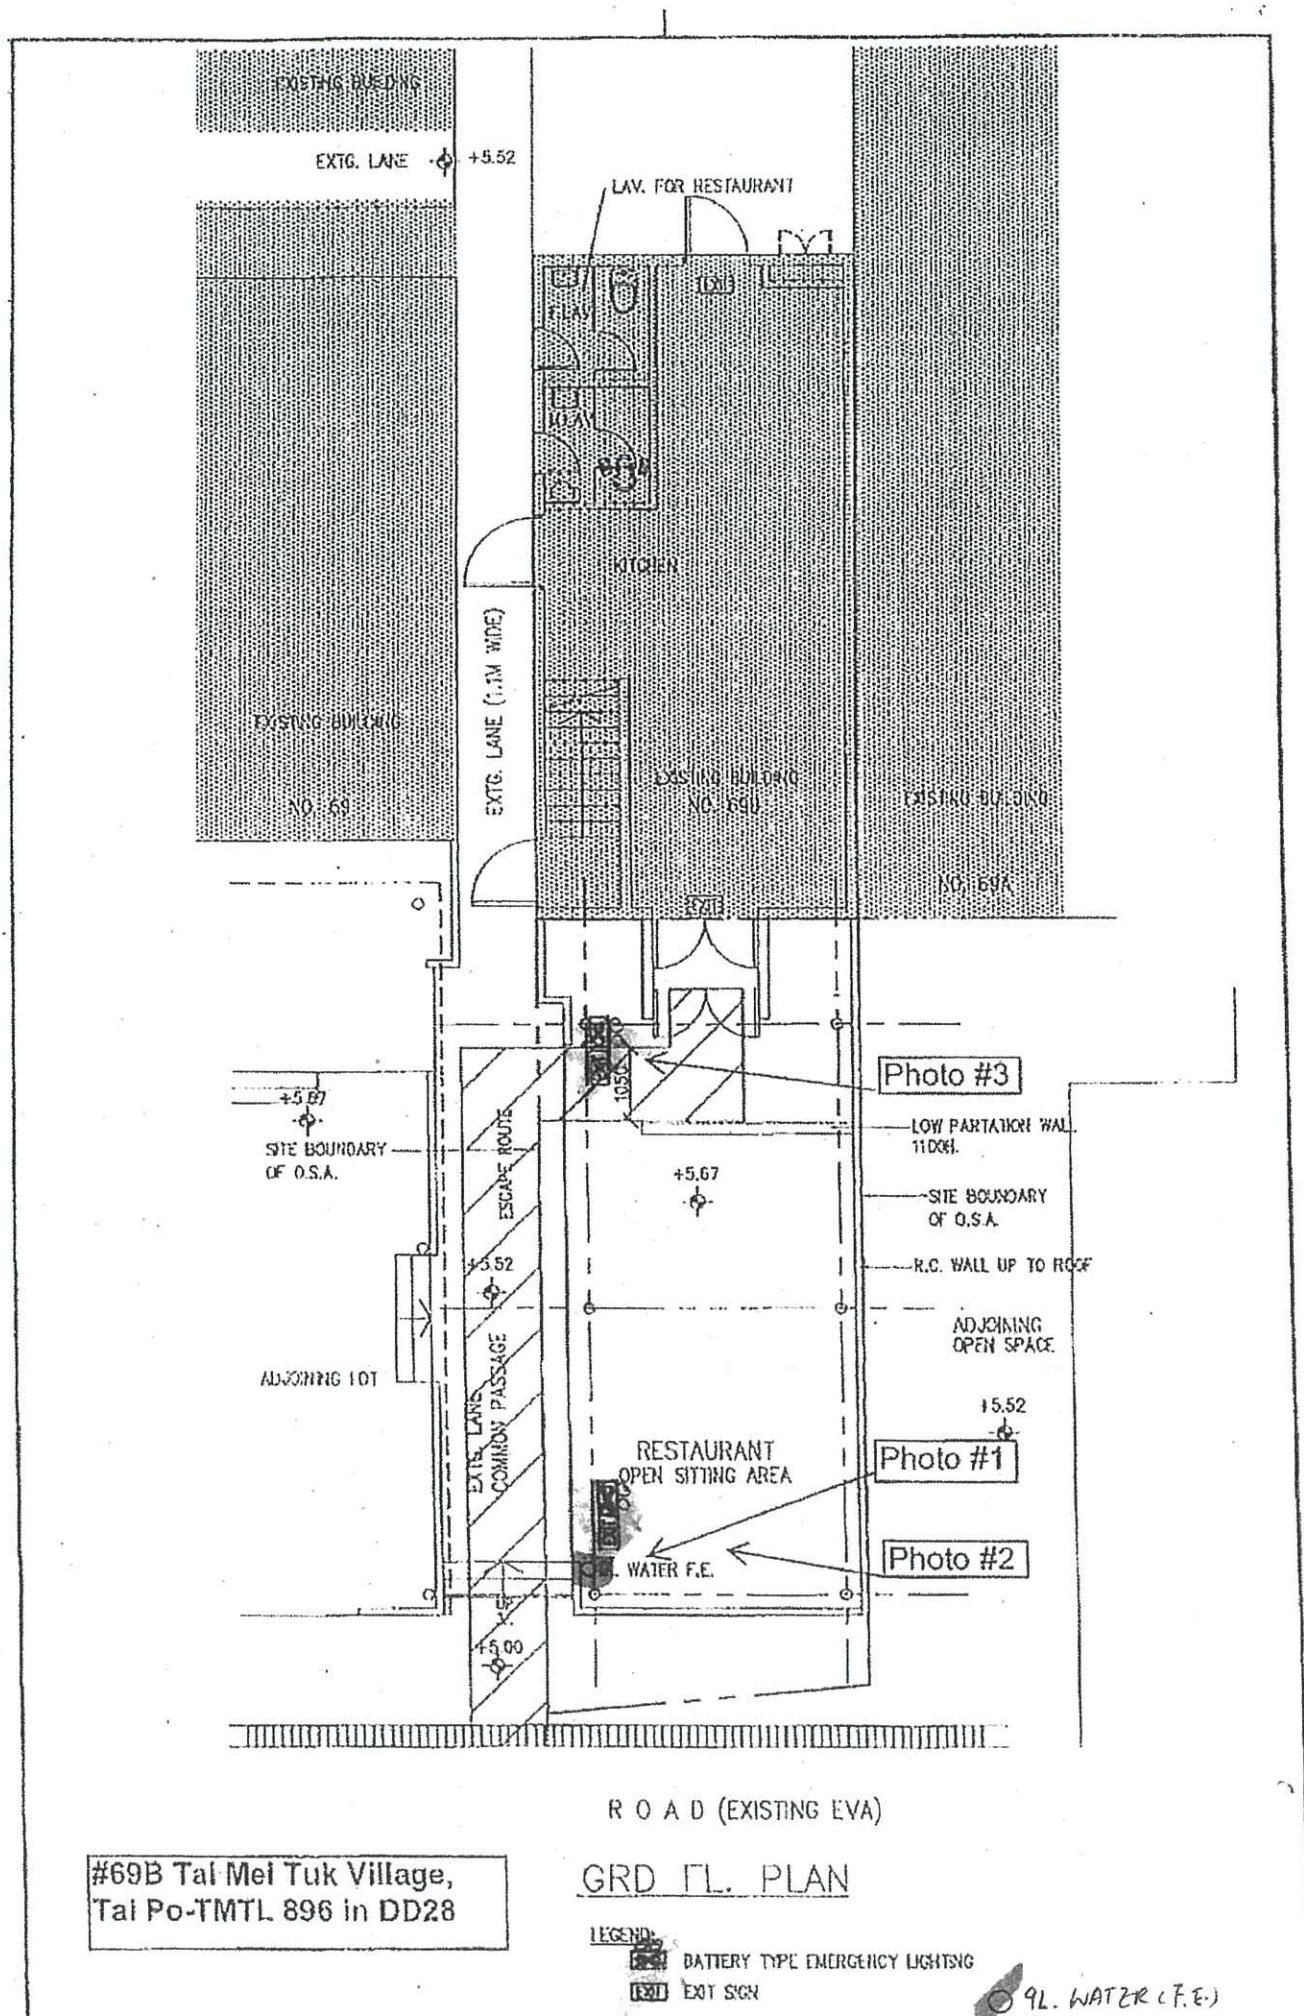 EXISTING BUILDING
EXTG. LANE
+5.52
LAV. FOR RESTAURANT
EXIT
F.LAV
M.LAV
KITCHEN
EXTG. LANE (1.1M WIDE)
EXISTING BUILDING
NO. 69
EXISTING BUILDING
NO. 69B
EXISTING BUILDING
NO. 69A
EXIT
EXIT
1050
Photo #3
+5.67
SITE BOUNDARY
OF O.S.A.
ESCAPE ROUTE
LOW PARTATION WALL
1100H.
+5.67
SITE BOUNDARY
OF O.S.A.
R.C. WALL UP TO ROOF
+5.52
ADJOINING
OPEN SPACE
ADJOINING LOT
EXTG. LANE
COMMON PASSAGE
+5.52
RESTAURANT
OPEN SITTING AREA
Photo #1
EXIT
Photo #2
WATER F.E.
+5.00
R O A D (EXISTING EVA)
#69B Tai Mei Tuk Village,
Tai Po-TMTL 896 in DD28
GRD FL. PLAN
LEGEND:
BATTERY TYPE EMERGENCY LIGHTING
EXIT EXIT SIGN
9L. WATER (F.E.)